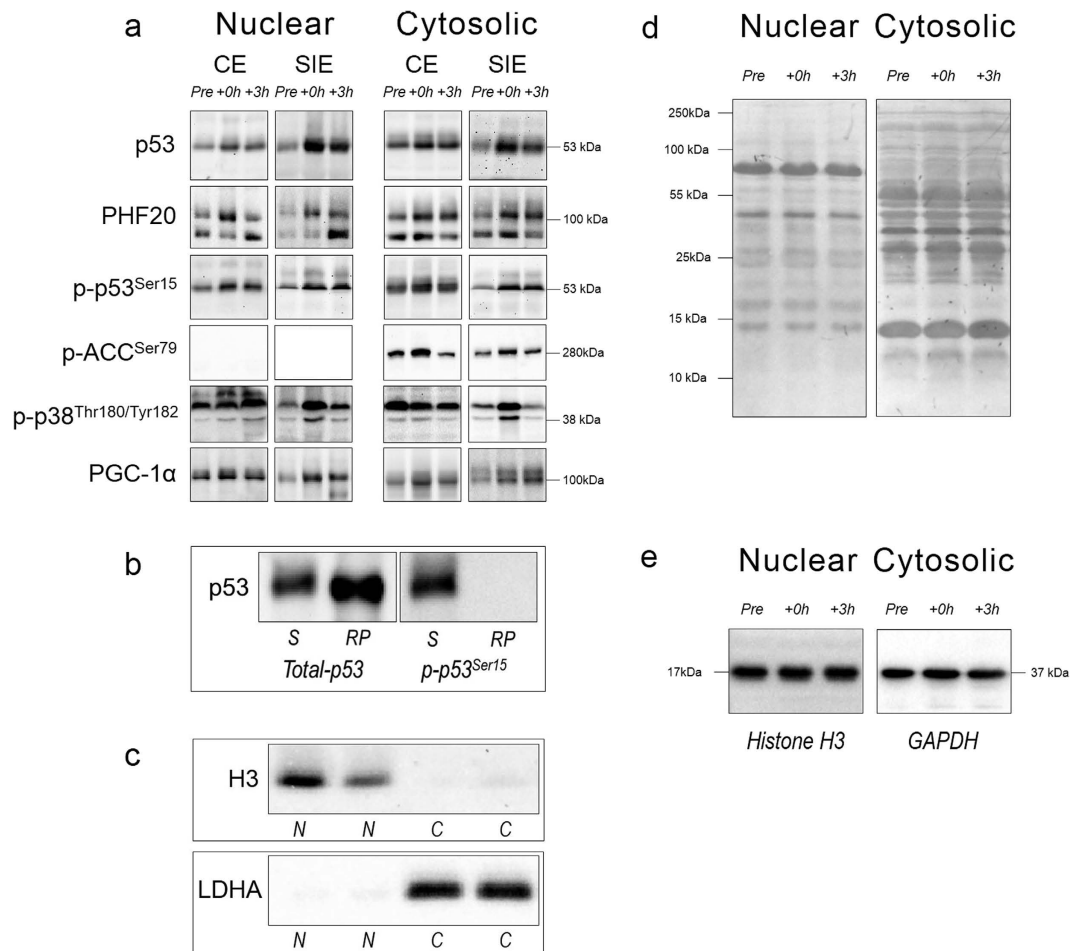 a
Nuclear Cytosolic
CE SIE CE SIE
Pre +0h +3h Pre +0h +3h Pre +0h +3h Pre +0h +3h
p53 53 kDa
PHF20 100 kDa
p-p53Ser15 53 kDa
p-ACCSer79 280kDa
p-p38Thr180/Tyr182 38 kDa
PGC-1α 100kDa
b
p53
S RP S RP
Total-p53 p-p53Ser15
c
H3
N N C C
LDHA
N N C C
d
Nuclear Cytosolic
Pre +0h +3h Pre +0h +3h
250kDa
100 kDa
55 kDa
25kDa
15 kDa
10 kDa
e
Nuclear Cytosolic
Pre +0h +3h Pre +0h +3h
17kDa 37 kDa
Histone H3 GAPDH